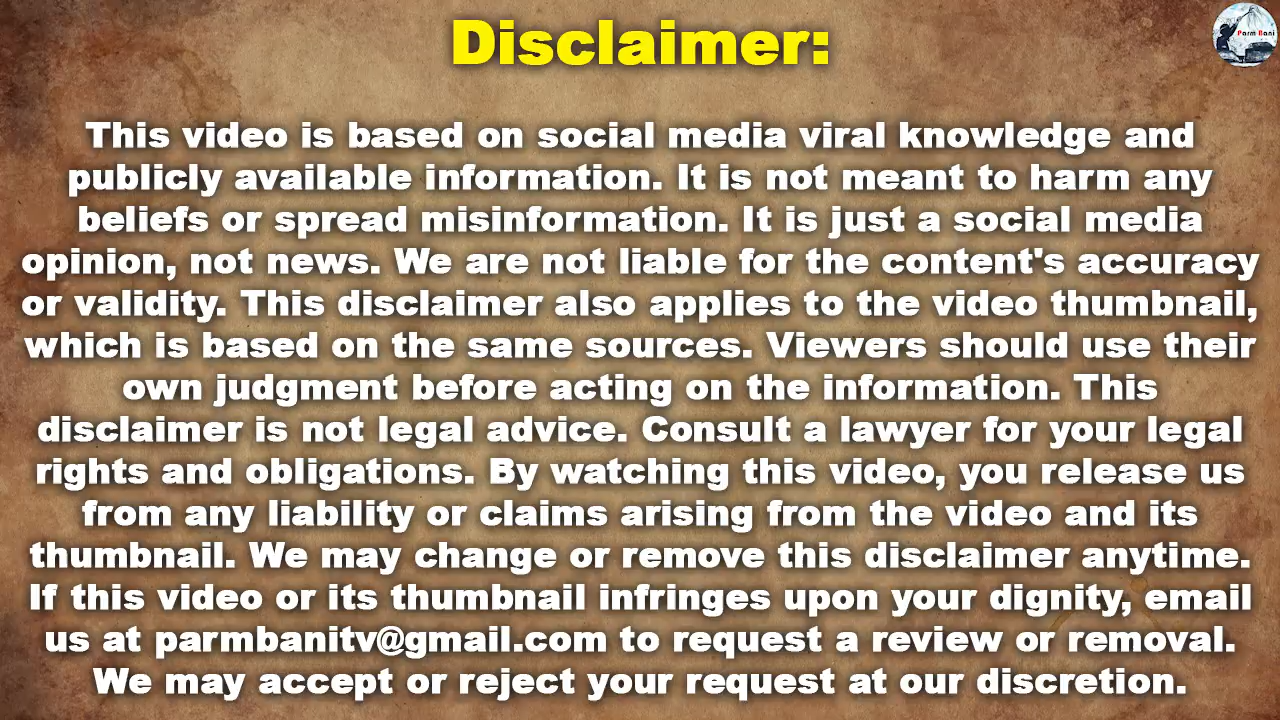 Disclaimer:
Parm Bani
This video is based on social media viral knowledge and
publicly available information. It is not meant to harm any
beliefs or spread misinformation. It is just a social media
opinion, not news. We are not liable for the content's accuracy
or validity. This disclaimer also applies to the video thumbnail,
which is based on the same sources. Viewers should use their
own judgment before acting on the information. This
disclaimer is not legal advice. Consult a lawyer for your legal
rights and obligations. By watching this video, you release us
from any liability or claims arising from the video and its
thumbnail. We may change or remove this disclaimer anytime.
If this video or its thumbnail infringes upon your dignity, email
us at parmbanitv@gmail.com to request a review or removal.
We may accept or reject your request at our discretion.